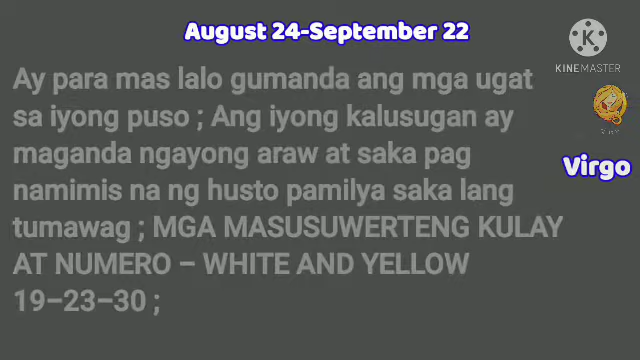 August 24-September 22
KINEMASTER
Ay para mas lalo gumanda ang mga ugat
sa iyong puso ; Ang iyong kalusugan ay
maganda ngayong araw at saka pag
namimis na ng husto pamilya saka lang
tumawag ; MGA MASUSUWERTENG KULAY
AT NUMERO – WHITE AND YELLOW
19–23–30 ;
Virgo